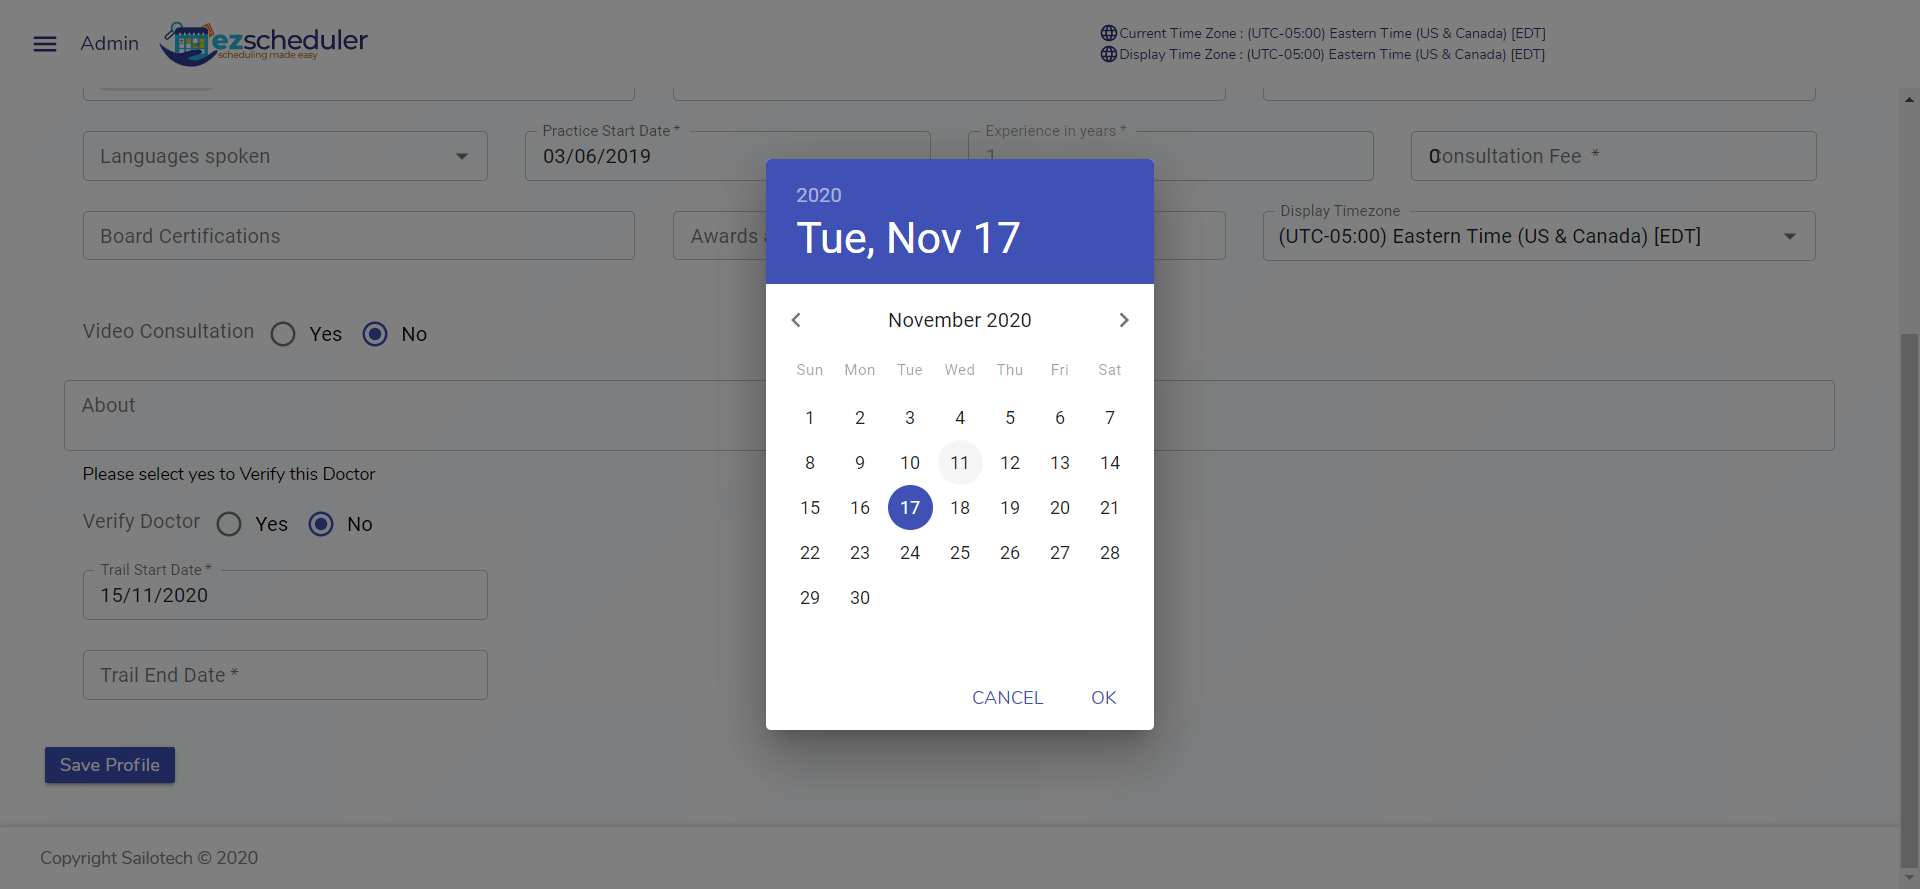 Admin
ezscheduler
scheduling made easy
Current Time Zone : (UTC-05:00) Eastern Time (US & Canada) [EDT]
Display Time Zone : (UTC-05:00) Eastern Time (US & Canada) [EDT]
Languages spoken
Practice Start Date *
03/06/2019
Experience in years *
1
0
Consultation Fee *
Board Certifications
Awards
Display Timezone
(UTC-05:00) Eastern Time (US & Canada) [EDT]
Video Consultation Yes No
About
Please select yes to Verify this Doctor
Verify Doctor Yes No
Trail Start Date *
15/11/2020
Trail End Date *
Save Profile
Copyright Sailotech © 2020
2020
Tue, Nov 17
November 2020
Sun Mon Tue Wed Thu Fri Sat
1 2 3 4 5 6 7
8 9 10 11 12 13 14
15 16 17 18 19 20 21
22 23 24 25 26 27 28
29 30
CANCEL OK